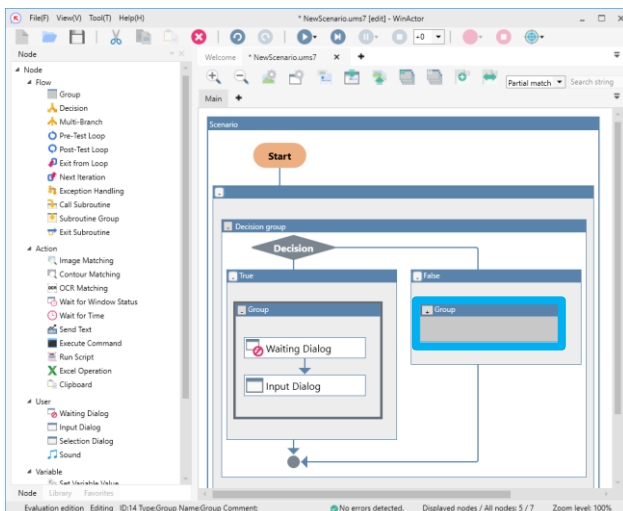 File(F) View(V) Tool(T) Help(H) * NewScenario.ums7 [edit] - WinActor
+0
Node
Welcome * NewScenario.ums7 x +
Partial match Search string
Main +
Node
Flow
Group
Decision
Multi-Branch
Pre-Test Loop
Post-Test Loop
Exit from Loop
Next Iteration
Exception Handling
Call Subroutine
Subroutine Group
Exit Subroutine
Action
Image Matching
Contour Matching
OCR Matching
Wait for Window Status
Wait for Time
Send Text
Execute Command
Run Script
Excel Operation
Clipboard
User
Waiting Dialog
Input Dialog
Selection Dialog
Sound
Variable
Set Variable Value
Node Library Favorites
Scenario
Start
Decision group
Decision
True
False
Group
Group
Waiting Dialog
Input Dialog
Evaluation edition Editing ID:14 Type:Group Name:Group Comment: No errors detected. Displayed nodes / All nodes: 5 / 7 Zoom level: 100%